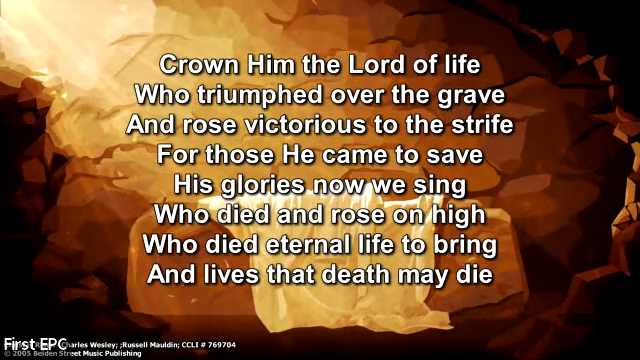 Crown Him the Lord of life
Who triumphed over the grave
And rose victorious to the strife
For those He came to save
His glories now we sing
Who died and rose on high
Who died eternal life to bring
And lives that death may die
First EPC
Charles Wesley; ;Russell Mauldin; CCLI # 769704
© 2005 Belden Street Music Publishing